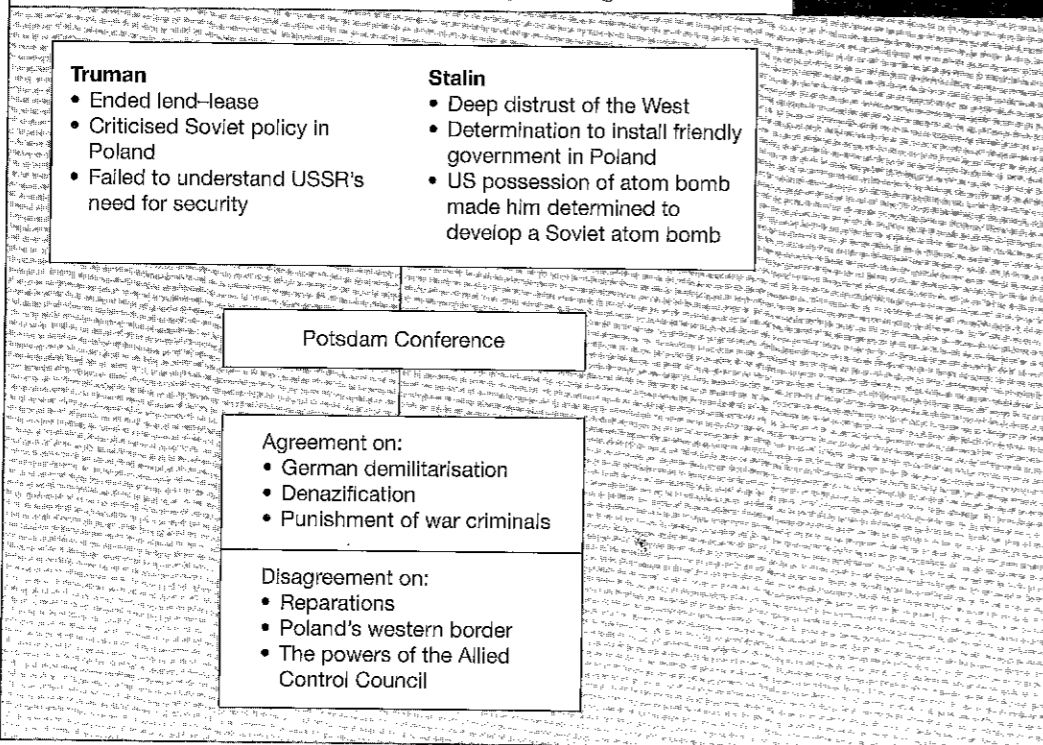 Truman
• Ended lend–lease
• Criticised Soviet policy in
Poland
• Failed to understand USSR's
need for security
Stalin
• Deep distrust of the West
• Determination to install friendly
government in Poland
• US possession of atom bomb
made him determined to
develop a Soviet atom bomb
Potsdam Conference
Agreement on:
• German demilitarisation
• Denazification
• Punishment of war criminals
Disagreement on:
• Reparations
• Poland's western border
• The powers of the Allied
Control Council